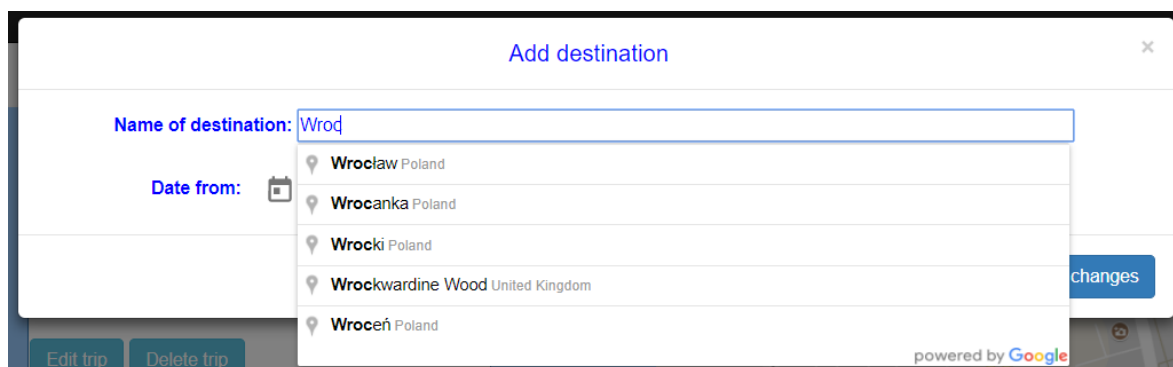 Add destination
×
Name of destination: Wroc
Date from:
Wrocław Poland
Wrocanka Poland
Wrocki Poland
Wrockwardine Wood United Kingdom
Wroceń Poland
changes
powered by Google
Edit trip Delete trip